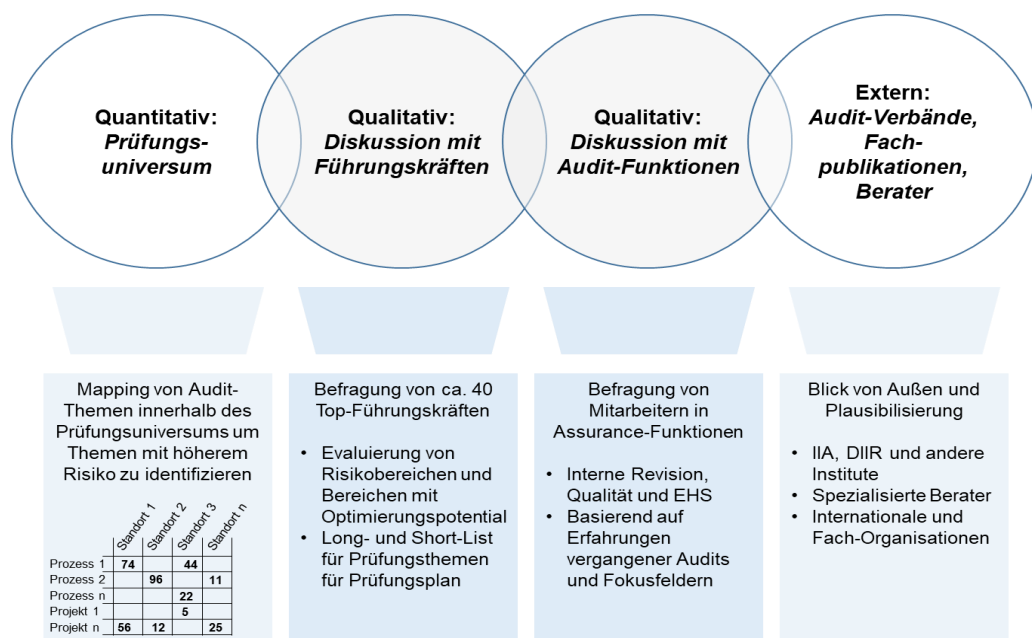 Quantitativ:
Prüfungs-
universum
Qualitativ:
Diskussion mit
Führungskräften
Qualitativ:
Diskussion mit
Audit-Funktionen
Extern:
Audit-Verbände,
Fach-
publikationen,
Berater
Mapping von Audit-
Themen innerhalb des
Prüfungsuniversums um
Themen mit höherem
Risiko zu identifizieren
Standort 1 Standort 2 Standort 3 Standort n
Prozess 1 74 44
Prozess 2 96 11
Prozess n 22
Projekt 1 5
Projekt n 56 12 25
Befragung von ca. 40
Top-Führungskräften
• Evaluierung von
Risikobereichen und
Bereichen mit
Optimierungspotential
• Long- und Short-List
für Prüfungsthemen
für Prüfungsplan
Befragung von
Mitarbeitern in
Assurance-Funktionen
• Interne Revision,
Qualität und EHS
• Basierend auf
Erfahrungen
vergangener Audits
und Fokusfeldern
Blick von Außen und
Plausibilisierung
• IIA, DIIR und andere
Institute
• Spezialisierte Berater
• Internationale und
Fach-Organisationen